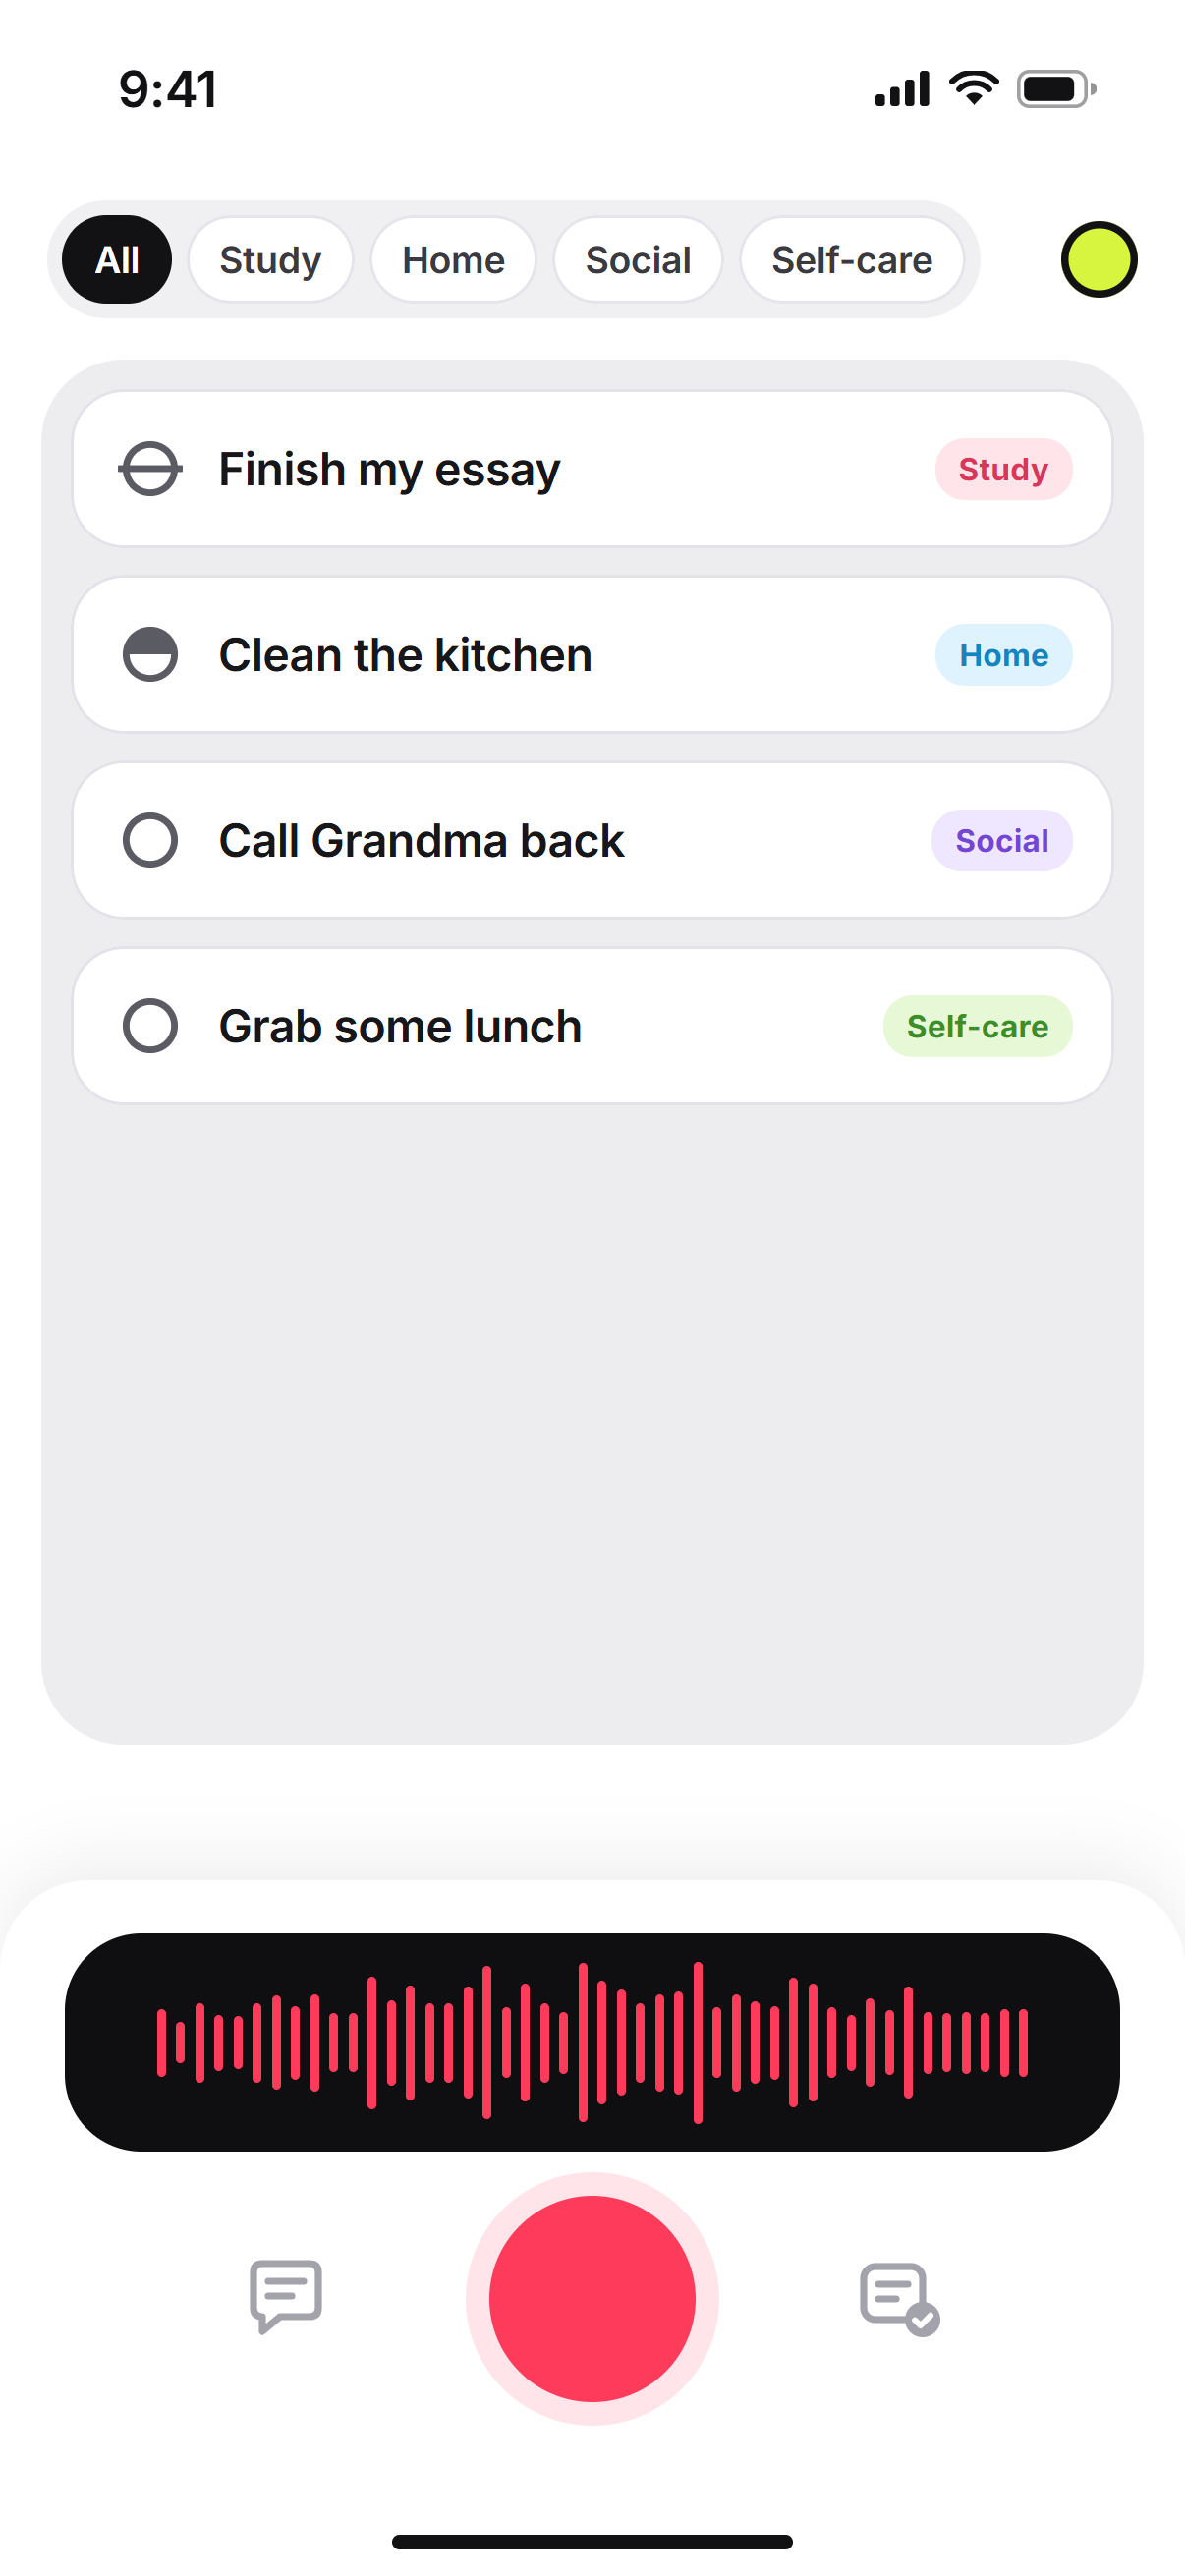 9:41
All Study Home Social Self-care
Finish my essay Study
Clean the kitchen Home
Call Grandma back Social
Grab some lunch Self-care